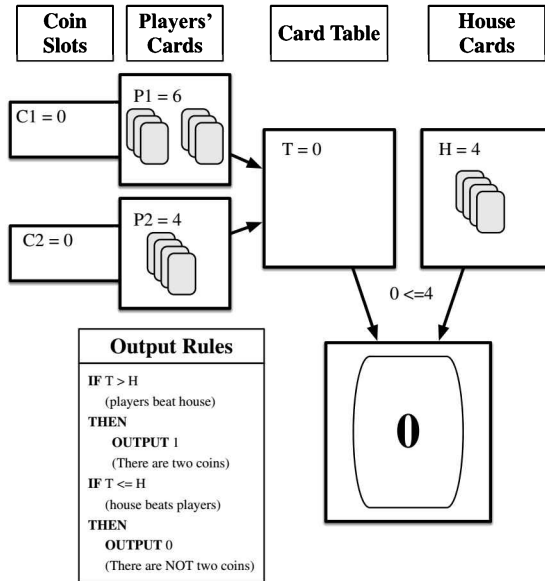 Coin
Slots
Players'
Cards
Card Table
House
Cards
C1 = 0
P1 = 6
T = 0
H = 4
C2 = 0
P2 = 4
0 <=4
0
Output Rules
IF T > H
(players beat house)
THEN
OUTPUT 1
(There are two coins)
IF T <= H
(house beats players)
THEN
OUTPUT 0
(There are NOT two coins)